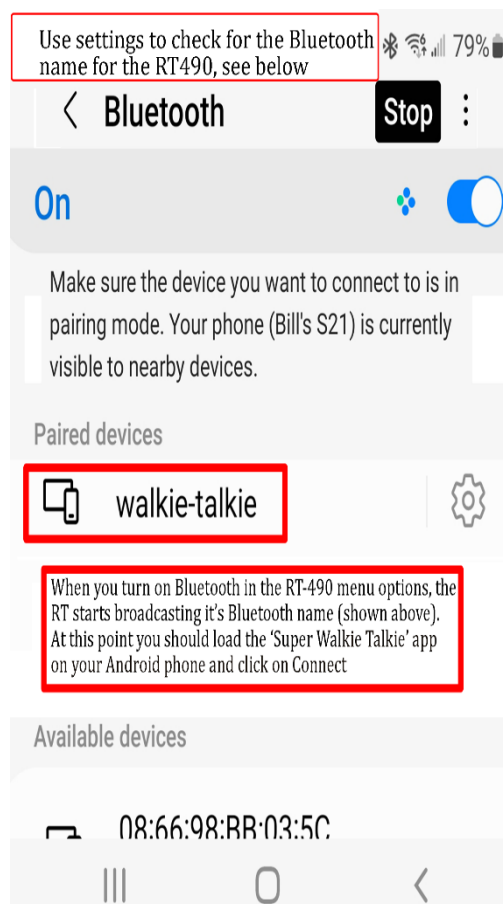 Use settings to check for the Bluetooth
name for the RT490, see below
79%
Bluetooth
Stop
On
Make sure the device you want to connect to is in
pairing mode. Your phone (Bill's S21) is currently
visible to nearby devices.
Paired devices
walkie-talkie
When you turn on Bluetooth in the RT-490 menu options, the
RT starts broadcasting it's Bluetooth name (shown above).
At this point you should load the 'Super Walkie Talkie' app
on your Android phone and click on Connect
Available devices
08:66:98:BB:03:5C